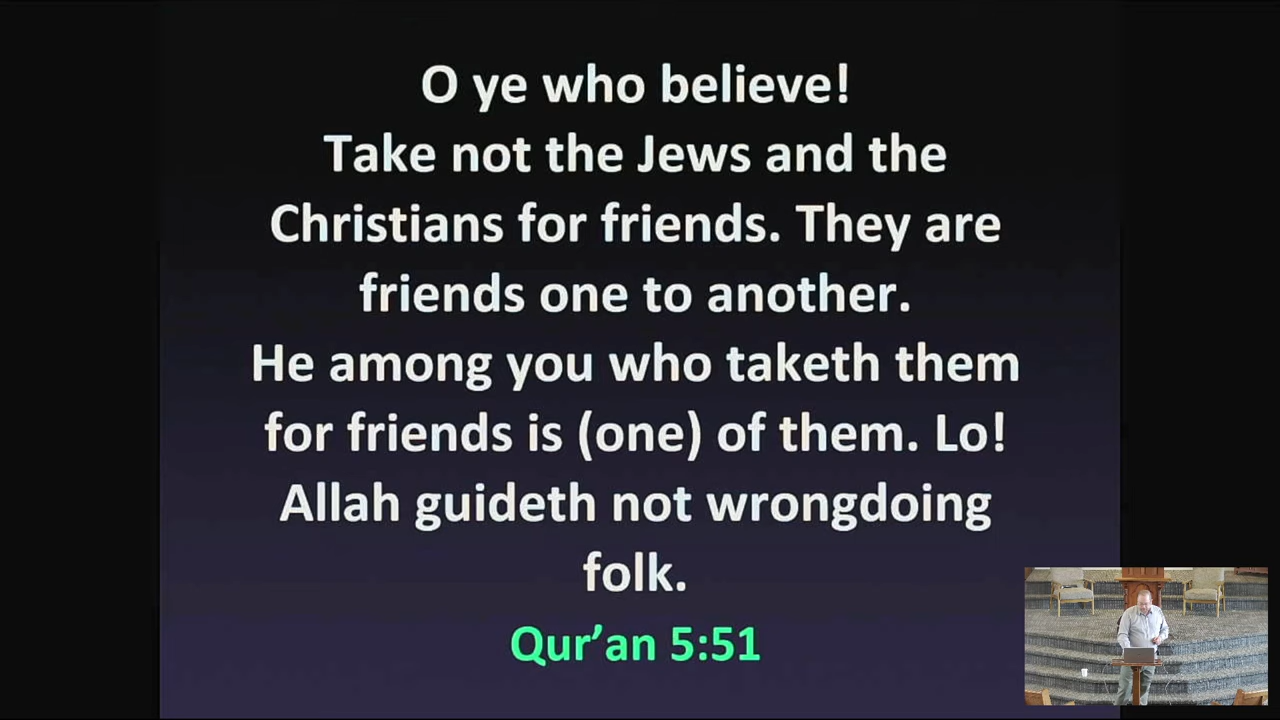 O ye who believe!
Take not the Jews and the
Christians for friends. They are
friends one to another.
He among you who taketh them
for friends is (one) of them. Lo!
Allah guideth not wrongdoing
folk.
Qur’an 5:51